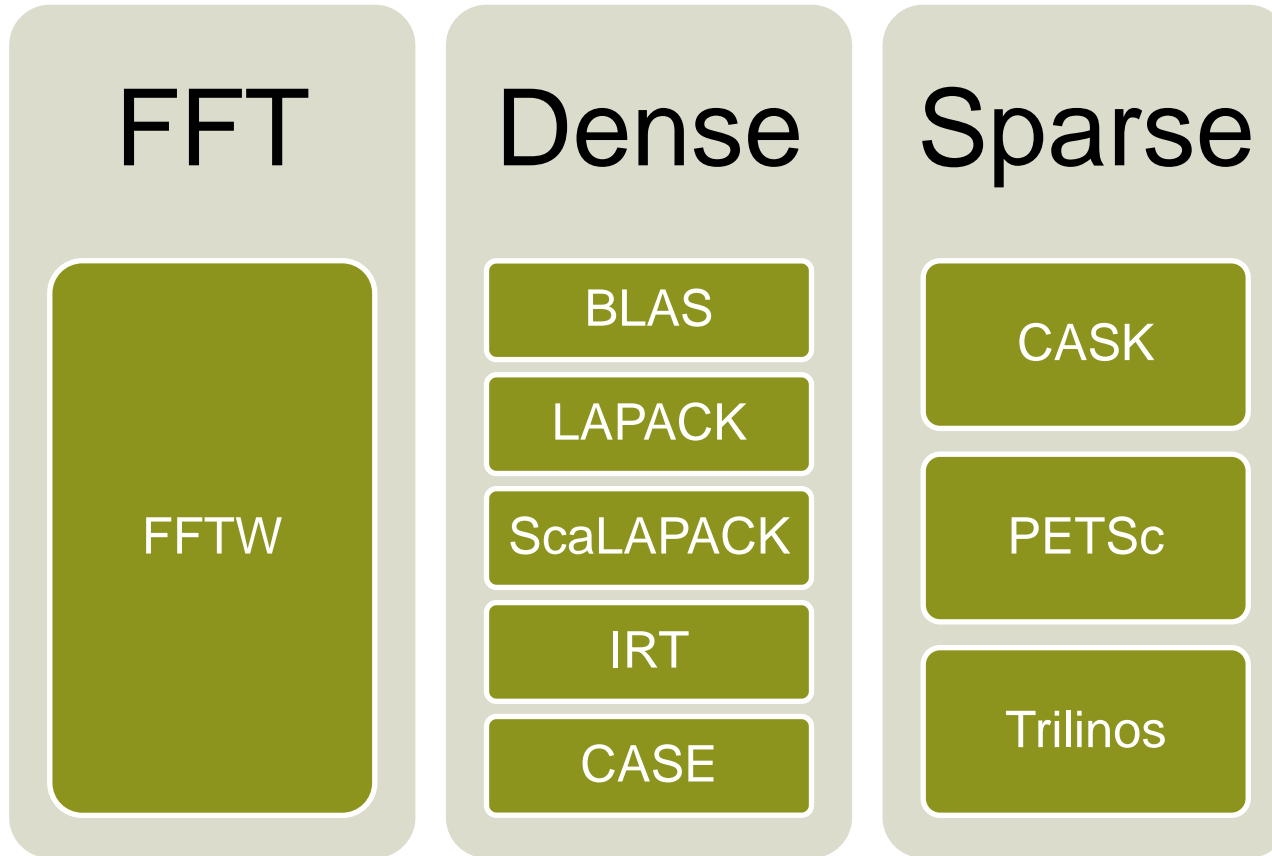 FFT
FFTW
Dense
BLAS
LAPACK
ScaLAPACK
IRT
CASE
Sparse
CASK
PETSc
Trilinos